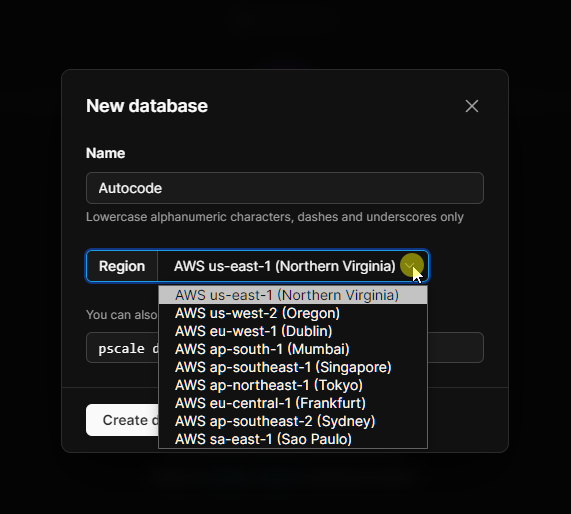 New database
Name
Autocode
Lowercase alphanumeric characters, dashes and underscores only
Region AWS us-east-1 (Northern Virginia)
AWS us-east-1 (Northern Virginia)
You can also
AWS us-west-2 (Oregon)
AWS eu-west-1 (Dublin)
pscale d
AWS ap-south-1 (Mumbai)
AWS ap-southeast-1 (Singapore)
AWS ap-northeast-1 (Tokyo)
AWS eu-central-1 (Frankfurt)
Create d
AWS ap-southeast-2 (Sydney)
AWS sa-east-1 (Sao Paulo)